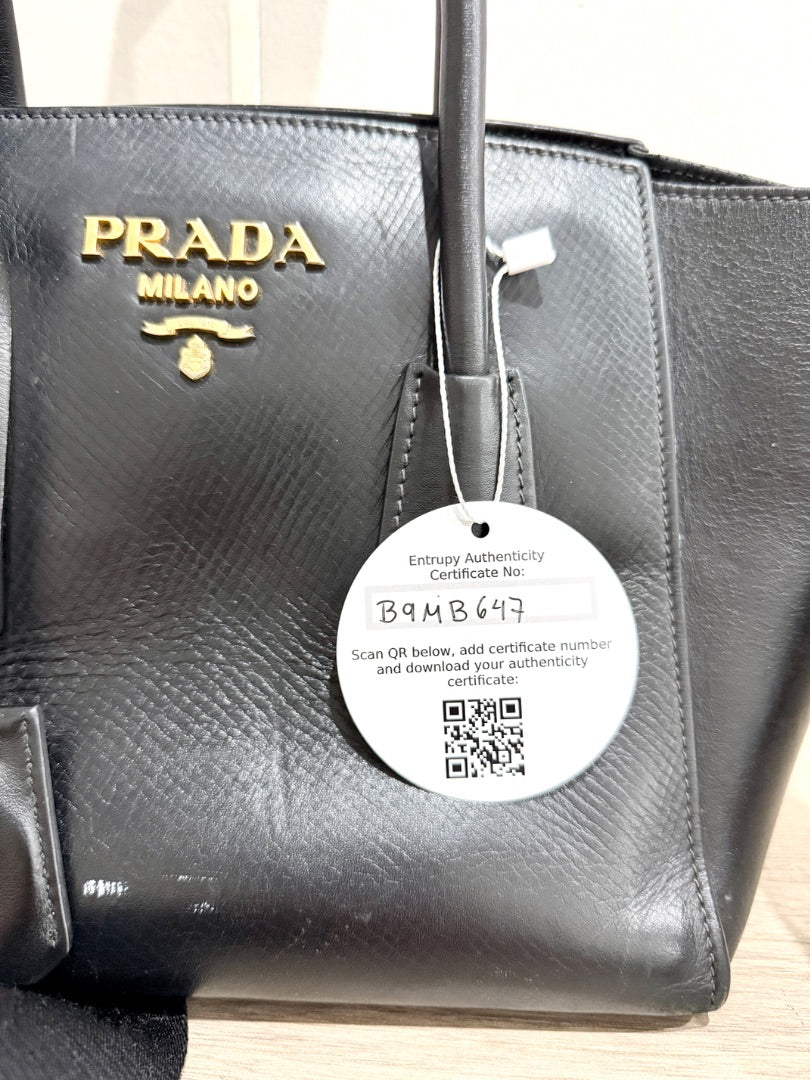 PRADA
MILANO
Entrupy Authenticity
Certificate No:
B9MB647
Scan QR below, add certificate number
and download your authenticity
certificate: